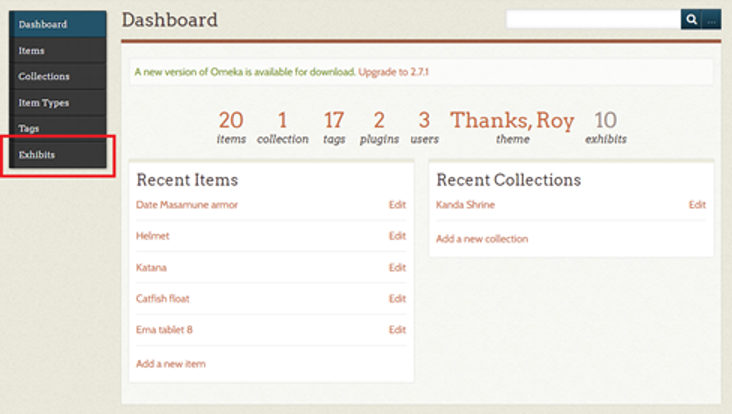 Dashboard
Items
Collections
Item Types
Tags
Exhibits
Dashboard
...
A new version of Omeka is available for download. Upgrade to 2.7.1
20 1 17 2 3 Thanks, Roy 10
items collection tags plugins users theme exhibits
Recent Items
Date Masamune armor Edit
Helmet Edit
Katana Edit
Catfish float Edit
Ema tablet 8 Edit
Add a new item
Recent Collections
Kanda Shrine Edit
Add a new collection